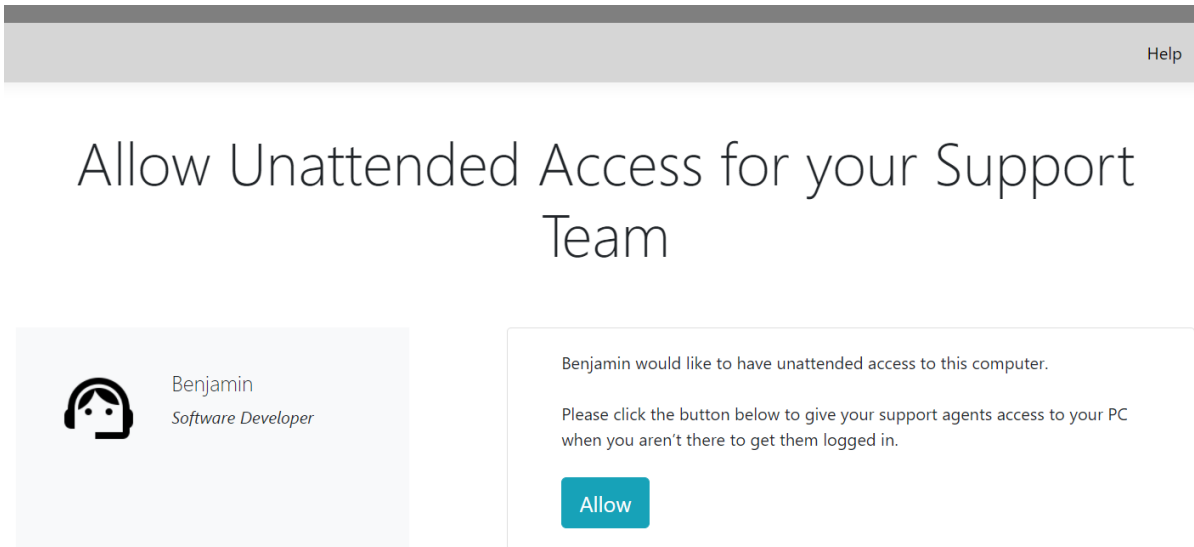 Help
Allow Unattended Access for your Support
Team
Benjamin
Software Developer
Benjamin would like to have unattended access to this computer.
Please click the button below to give your support agents access to your PC
when you aren't there to get them logged in.
Allow